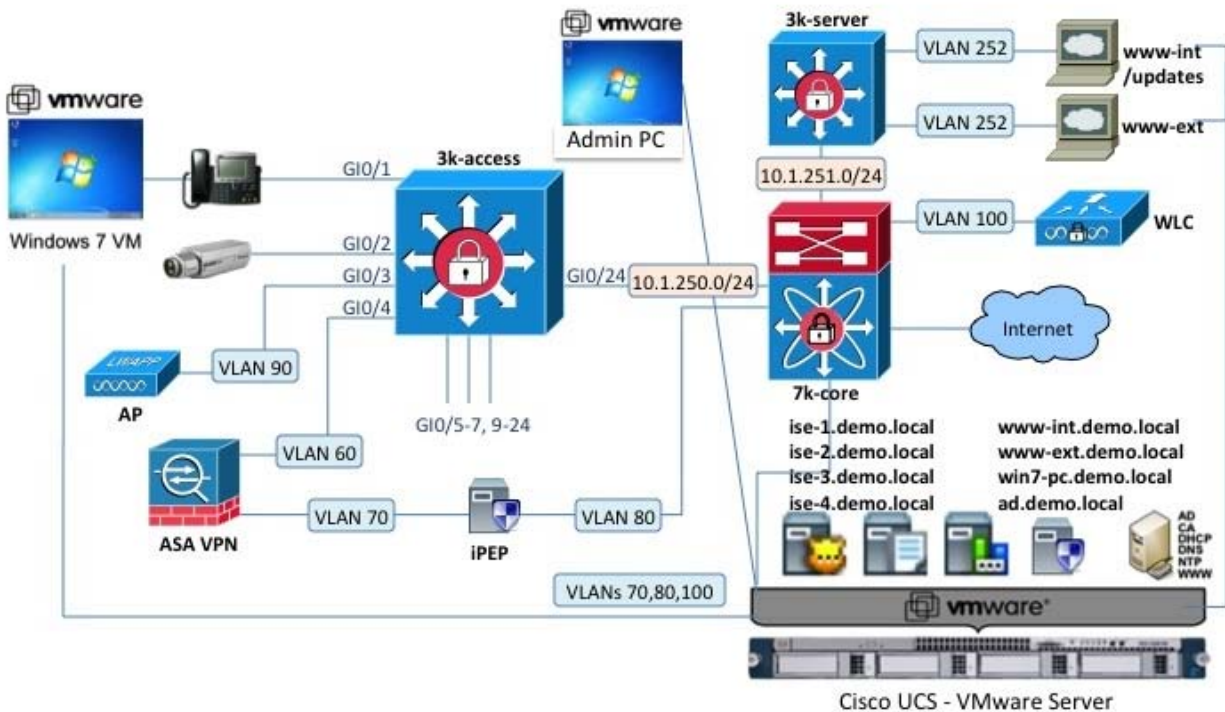 vmware
Windows 7 VM
vmware
Admin PC
3k-server
VLAN 252
www-int
/updates
VLAN 252
www-ext
10.1.251.0/24
3k-access
GI0/1
GI0/2
GI0/3
GI0/4
GI0/24
10.1.250.0/24
VLAN 100
WLC
Internet
7k-core
LWAPP
AP
VLAN 90
GI0/5-7, 9-24
VLAN 60
ASA VPN
VLAN 70
iPEP
VLAN 80
ise-1.demo.local
ise-2.demo.local
ise-3.demo.local
ise-4.demo.local
www-int.demo.local
www-ext.demo.local
win7-pc.demo.local
ad.demo.local
AD
CA
DHCP
DNS
NTP
WWW
VLANs 70,80,100
vmware®
Cisco UCS - VMware Server